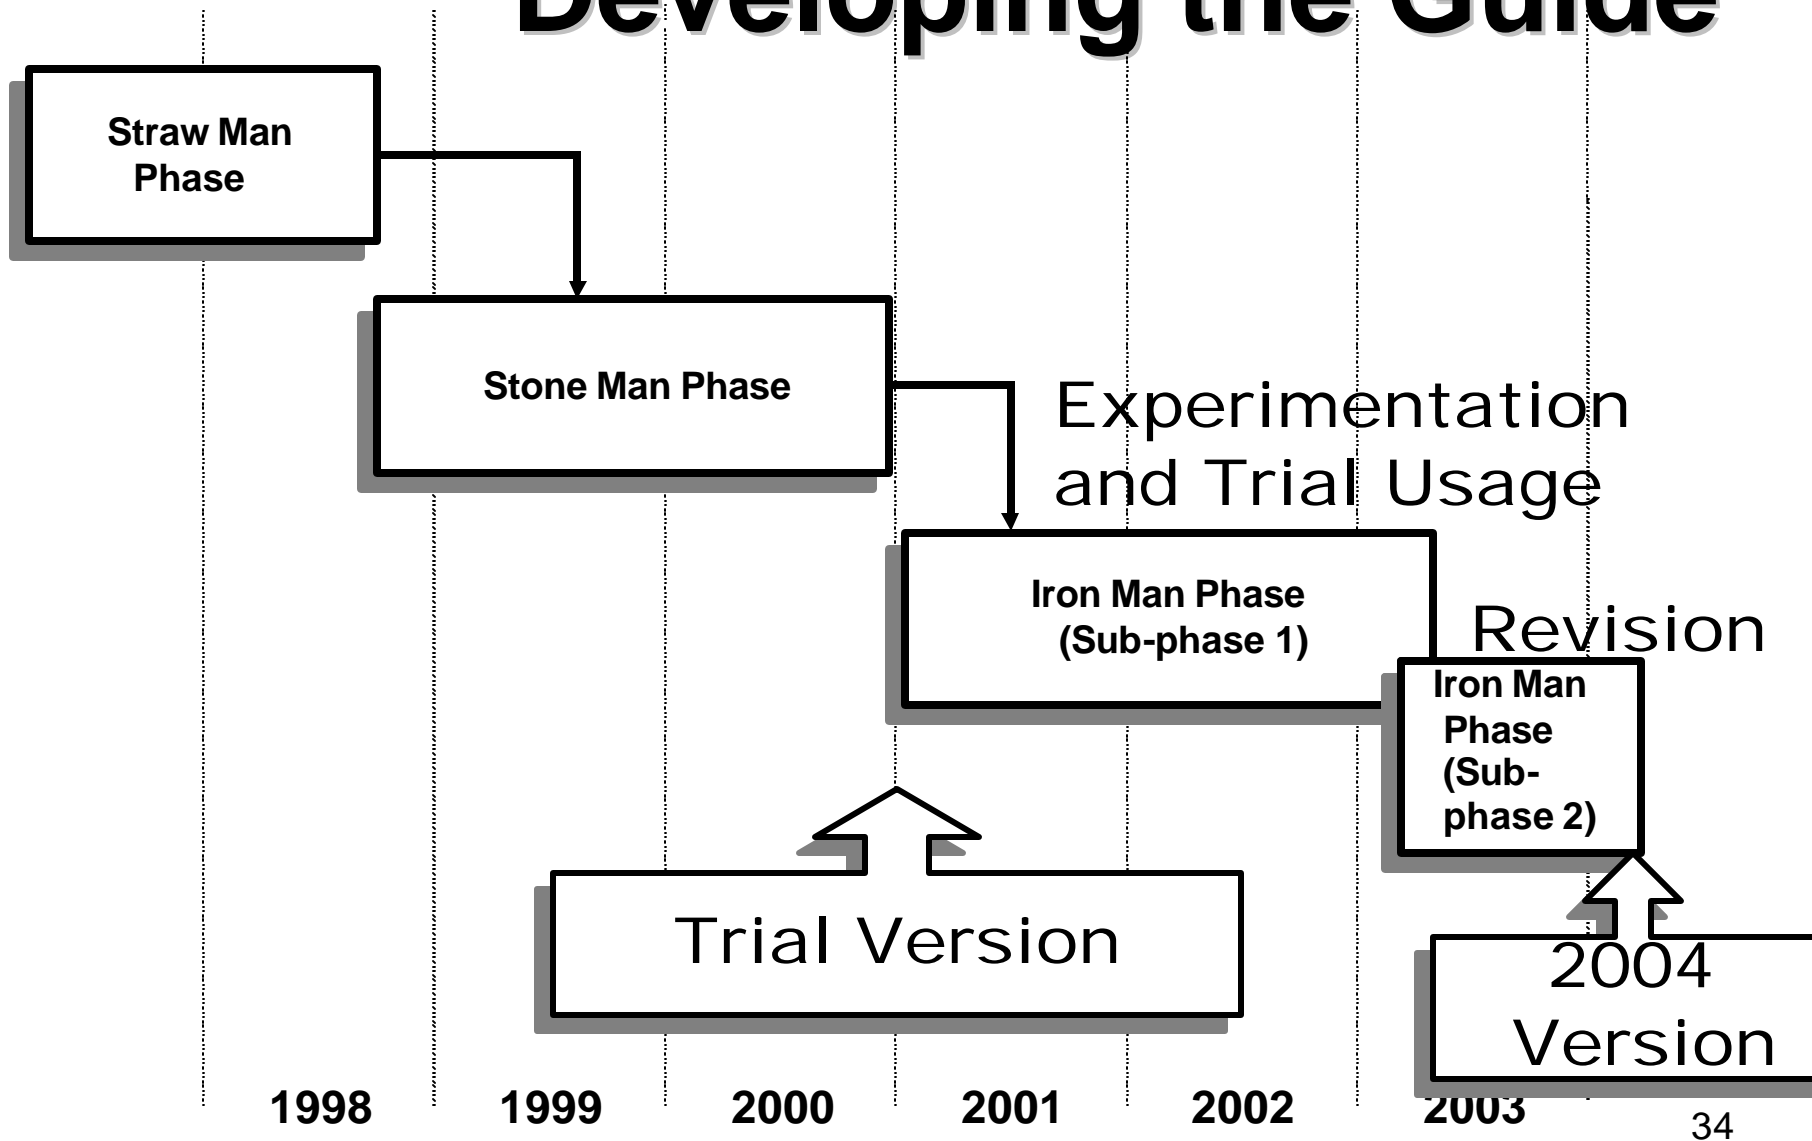 Developing the Guide
Straw Man
Phase
Stone Man Phase
Experimentation
and Trial Usage
Iron Man Phase
(Sub-phase 1)
Revision
Iron Man
Phase
(Sub-
phase 2)
Trial Version
2004
Version
1998
1999
2000
2001
2002
2003
34